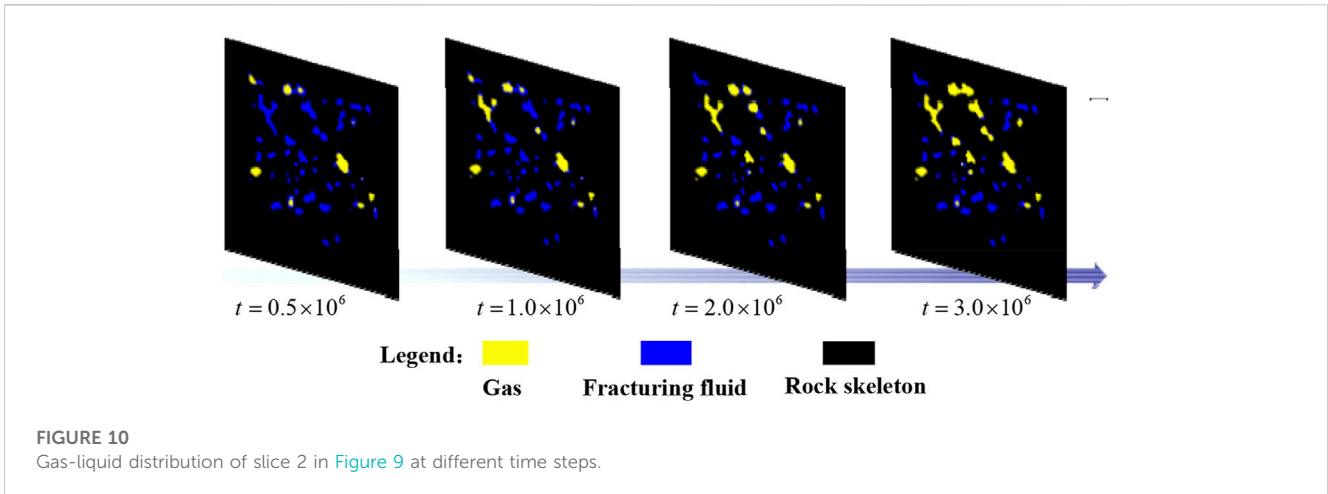 t = 0.5×10⁶ t = 1.0×10⁶ t = 2.0×10⁶ t = 3.0×10⁶
Legend:
Gas Fracturing fluid Rock skeleton
FIGURE 10
Gas-liquid distribution of slice 2 in Figure 9 at different time steps.